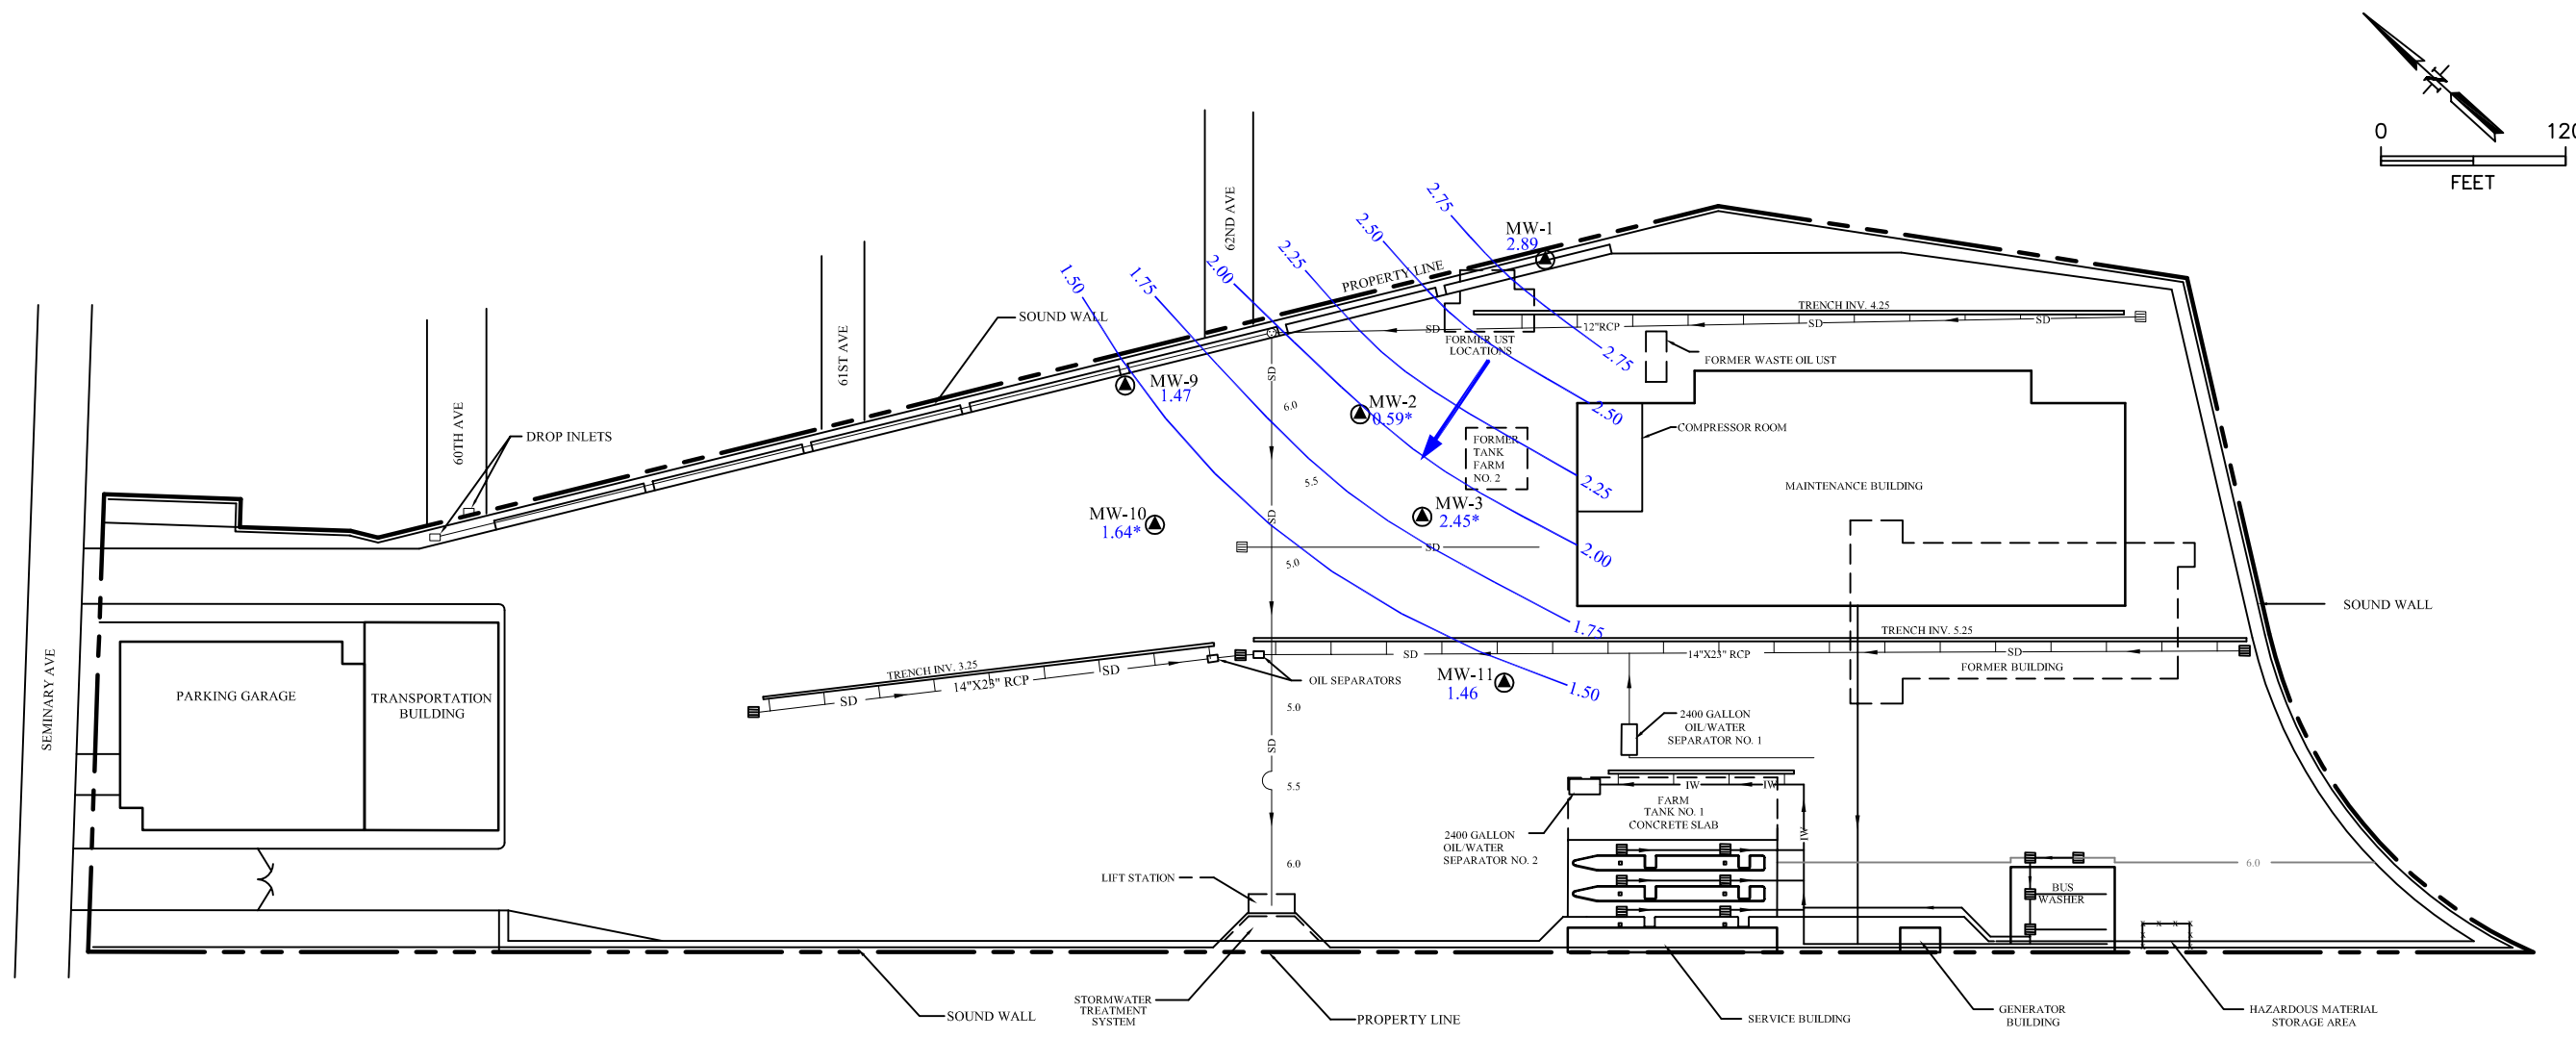 N
0
120
FEET
62ND AVE
61ST AVE
60TH AVE
SEMINARY AVE
2.75
2.50
2.25
2.00
1.75
1.50
MW-1
2.89
PROPERTY LINE
SOUND WALL
TRENCH INV. 4.25
SD
12"RCP
SD
SD
FORMER UST
LOCATIONS
2.75
FORMER WASTE OIL UST
MW-9
1.47
SD
6.0
MW-2
0.59*
2.50
COMPRESSOR ROOM
DROP INLETS
FORMER
TANK
FARM
NO. 2
2.25
MAINTENANCE BUILDING
5.5
MW-3
2.45*
MW-10
1.64*
SD
SD
2.00
5.0
SOUND WALL
1.75
TRENCH INV. 5.25
SD
14"X23" RCP
SD
FORMER BUILDING
TRENCH INV. 3.25
SD
14"X23" RCP
SD
OIL SEPARATORS
MW-11
1.46
1.50
PARKING GARAGE
TRANSPORTATION
BUILDING
5.0
SD
2400 GALLON
OIL/WATER
SEPARATOR NO. 1
5.5
IW
IW
FARM
TANK NO. 1
CONCRETE SLAB
IW
2400 GALLON
OIL/WATER
SEPARATOR NO. 2
6.0
6.0
LIFT STATION
BUS
WASHER
X X X X
X X
X X
STORMWATER
TREATMENT
SYSTEM
SOUND WALL
PROPERTY LINE
SERVICE BUILDING
GENERATOR
BUILDING
HAZARDOUS MATERIAL
STORAGE AREA